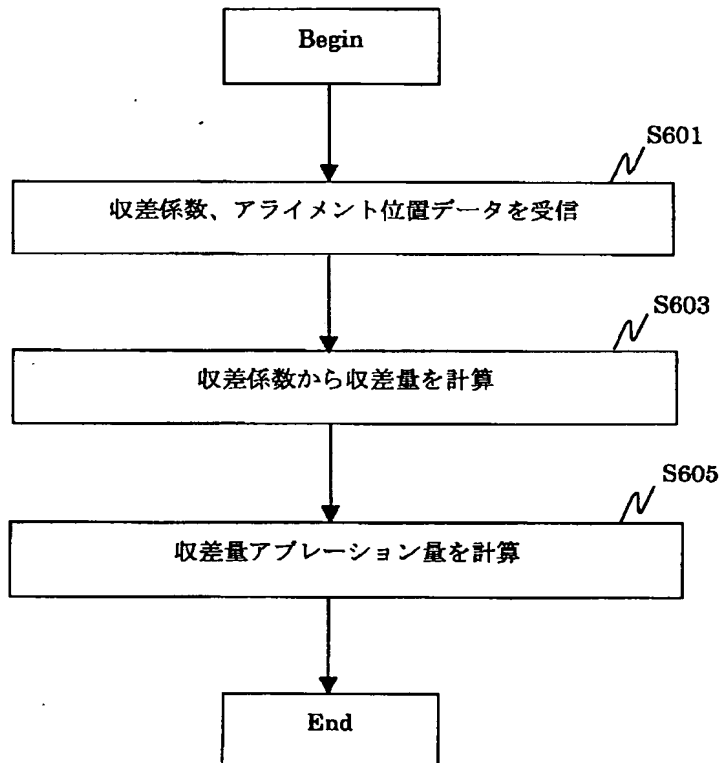 Begin
S601
収差係数、アライメント位置データを受信
S603
収差係数から収差量を計算
S605
収差量アブレーション量を計算
End